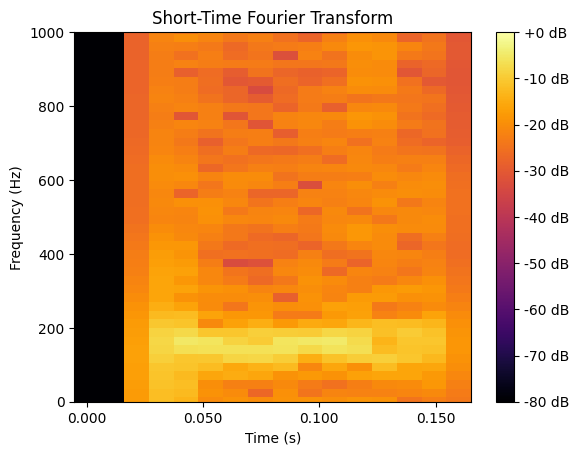 Short-Time Fourier Transform
1000
800
600
400
200
0
Frequency (Hz)
0.000
0.050
0.100
0.150
Time (s)
+0 dB
-10 dB
-20 dB
-30 dB
-40 dB
-50 dB
-60 dB
-70 dB
-80 dB